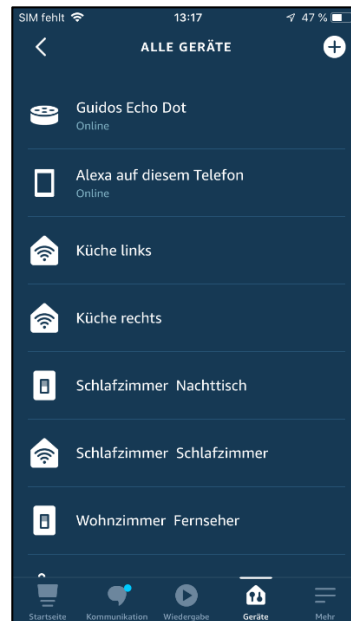 SIM fehlt 13:17 47 %
ALLE GERÄTE
Guidos Echo Dot
Online
Alexa auf diesem Telefon
Online
Küche links
Küche rechts
Schlafzimmer Nachttisch
Schlafzimmer Schlafzimmer
Wohnzimmer Fernseher
Startseite Kommunikation Wiedergabe Geräte Mehr